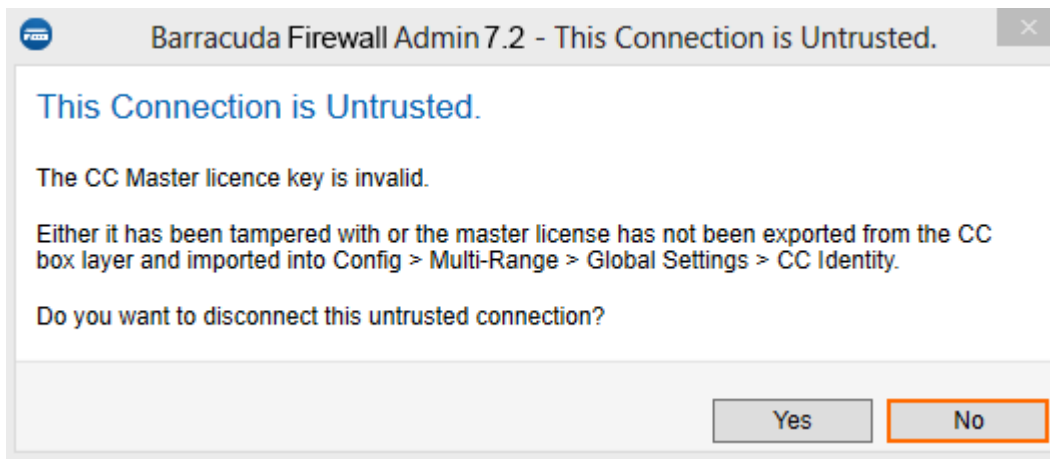 Barracuda Firewall Admin 7.2 - This Connection is Untrusted.
This Connection is Untrusted.
The CC Master licence key is invalid.
Either it has been tampered with or the master license has not been exported from the CC
box layer and imported into Config > Multi-Range > Global Settings > CC Identity.
Do you want to disconnect this untrusted connection?
Yes
No